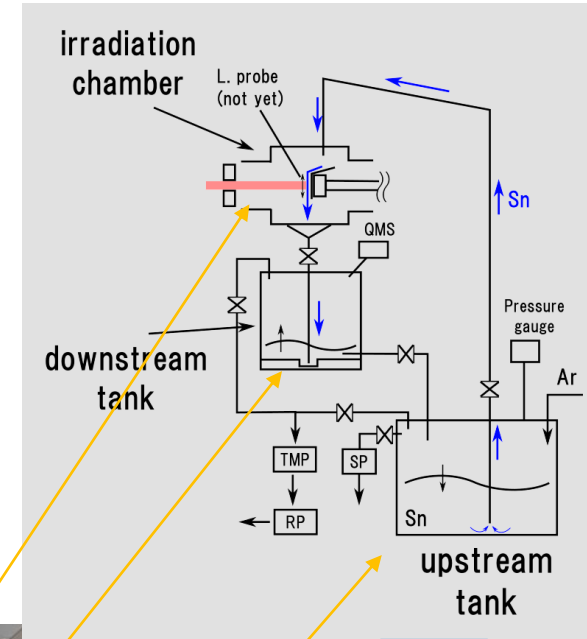 irradiation
chamber
L. probe
(not yet)
Sn
QMS
Pressure
gauge
downstream
tank
Ar
TMP
SP
RP
Sn
upstream
tank